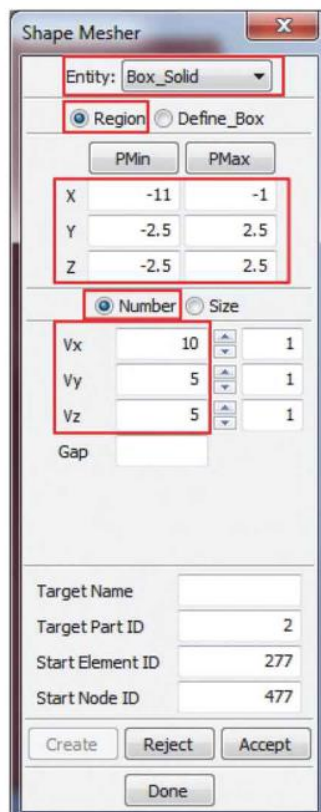 Shape Mesher
Entity: Box_Solid
Region Define_Box
PMin PMax
X -11 -1
Y -2.5 2.5
Z -2.5 2.5
Number Size
Vx 10 1
Vy 5 1
Vz 5 1
Gap
Target Name
Target Part ID 2
Start Element ID 277
Start Node ID 477
Create Reject Accept
Done